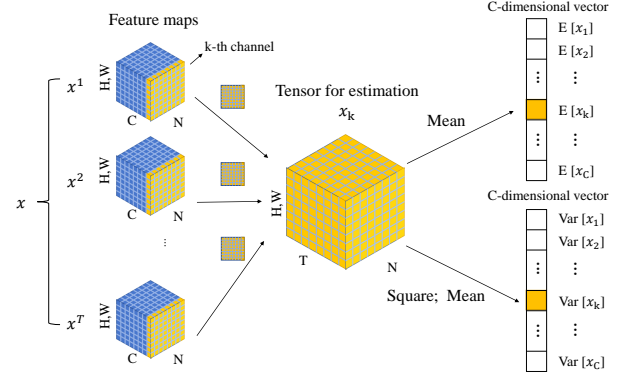 Feature maps
k-th channel
x^1
H,W
C
N
x^2
H,W
C
N
x
⋮
x^T
H,W
C
N
Tensor for estimation
x_k
H,W
T
N
Mean
Square; Mean
C-dimensional vector
E [x_1]
E [x_2]
⋮ ⋮
E [x_k]
⋮ ⋮
E [x_C]
C-dimensional vector
Var [x_1]
Var [x_2]
⋮ ⋮
Var [x_k]
⋮ ⋮
Var [x_C]